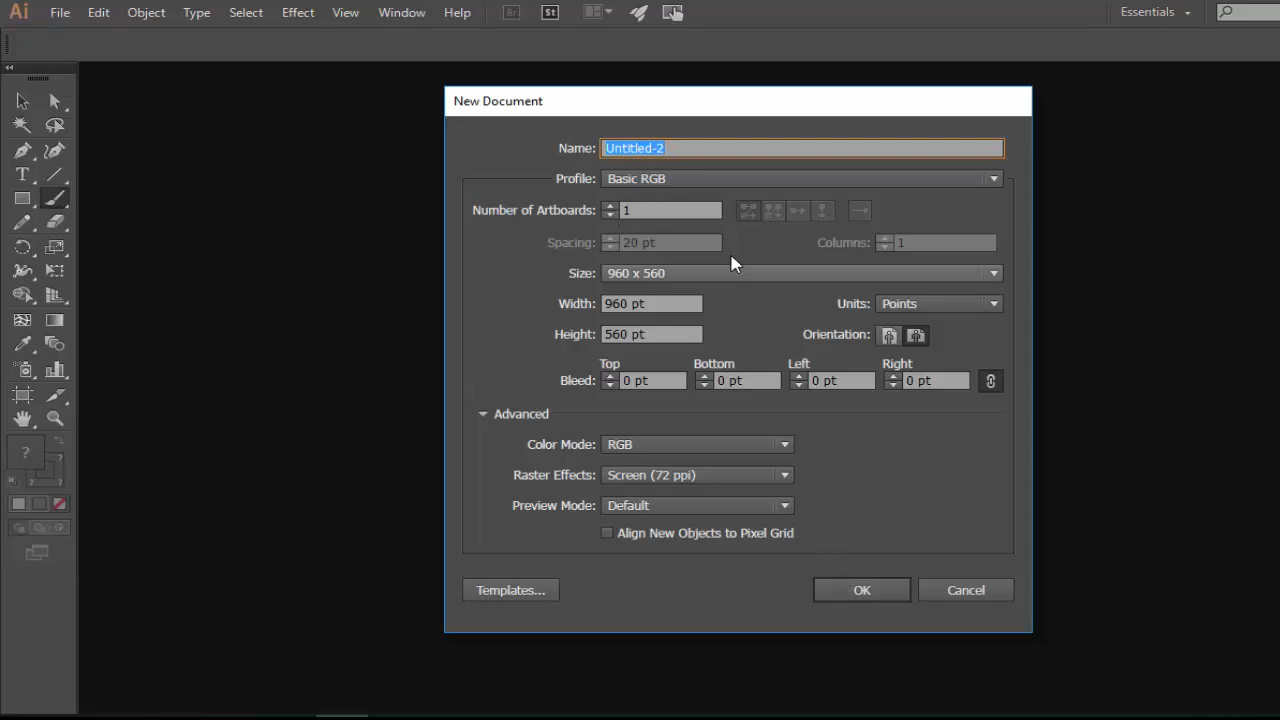 Ai File Edit Object Type Select Effect View Window Help Br St Essentials
New Document
Name: Untitled-2
Profile: Basic RGB
Number of Artboards: 1
Spacing: 20 pt Columns: 1
Size: 960 x 560
Width: 960 pt Units: Points
Height: 560 pt Orientation:
Top Bottom Left Right
Bleed: 0 pt 0 pt 0 pt 0 pt
Advanced
Color Mode: RGB
Raster Effects: Screen (72 ppi)
Preview Mode: Default
Align New Objects to Pixel Grid
Templates... OK Cancel